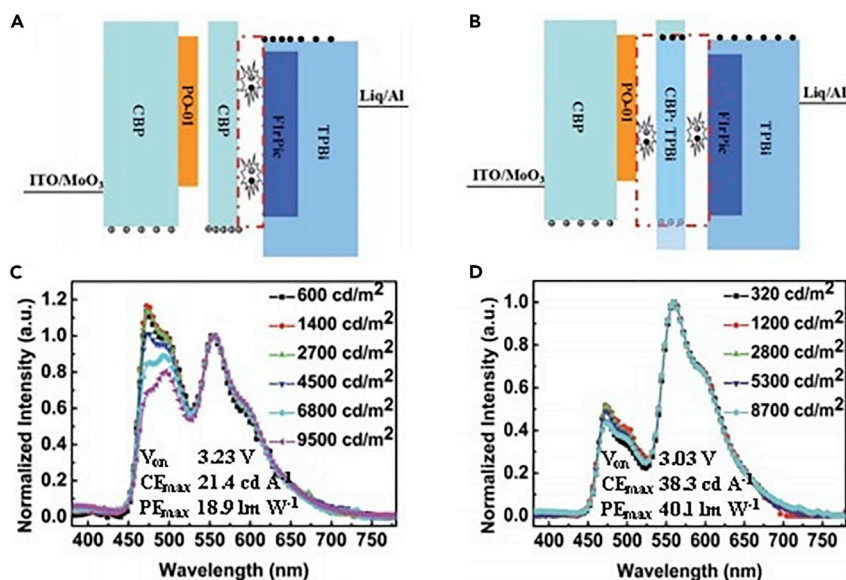 A
CBP
PO-01
CBP
FIrPic
TPBi
Liq/Al
ITO/MoO₃
B
CBP
PO-01
CBP: TPBi
FIrPic
TPBi
Liq/Al
ITO/MoO₃
C
Normalized Intensity (a.u.)
1.2
1.0
0.8
0.6
0.4
0.2
0.0
600 cd/m²
1400 cd/m²
2700 cd/m²
4500 cd/m²
6800 cd/m²
9500 cd/m²
Vₒₙ 3.23 V
CEmax 21.4 cd A⁻¹
PEmax 18.9 lm W⁻¹
400 450 500 550 600 650 700 750
Wavelength (nm)
D
Normalized Intensity (a.u.)
1.0
0.8
0.6
0.4
0.2
0.0
320 cd/m²
1200 cd/m²
2800 cd/m²
5300 cd/m²
8700 cd/m²
Vₒₙ 3.03 V
CEmax 38.3 cd A⁻¹
PEmax 40.1 lm W⁻¹
400 450 500 550 600 650 700 750
Wavelength (nm)